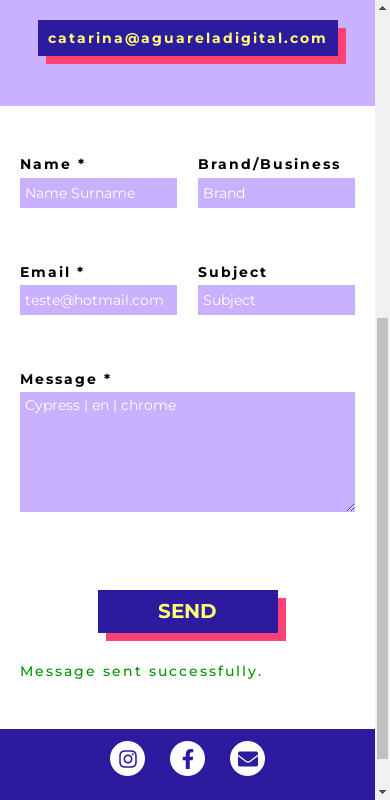 catarina@aguareladigital.com
Name * Brand/Business
Name Surname Brand
Email * Subject
teste@hotmail.com Subject
Message *
Cypress | en | chrome
SEND
Message sent successfully.